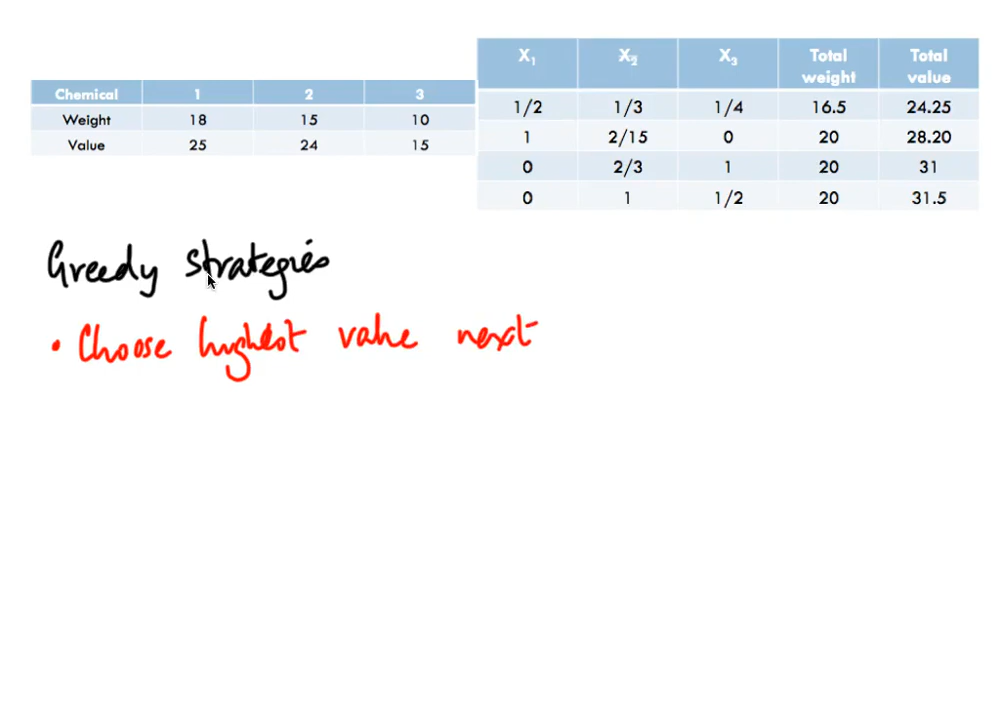 Chemical 1 2 3
Weight 18 15 10
Value 25 24 15
X1 X2 X3 Total weight Total value
1/2 1/3 1/4 16.5 24.25
1 2/15 0 20 28.20
0 2/3 1 20 31
0 1 1/2 20 31.5
Greedy strategies
• Choose highest value next